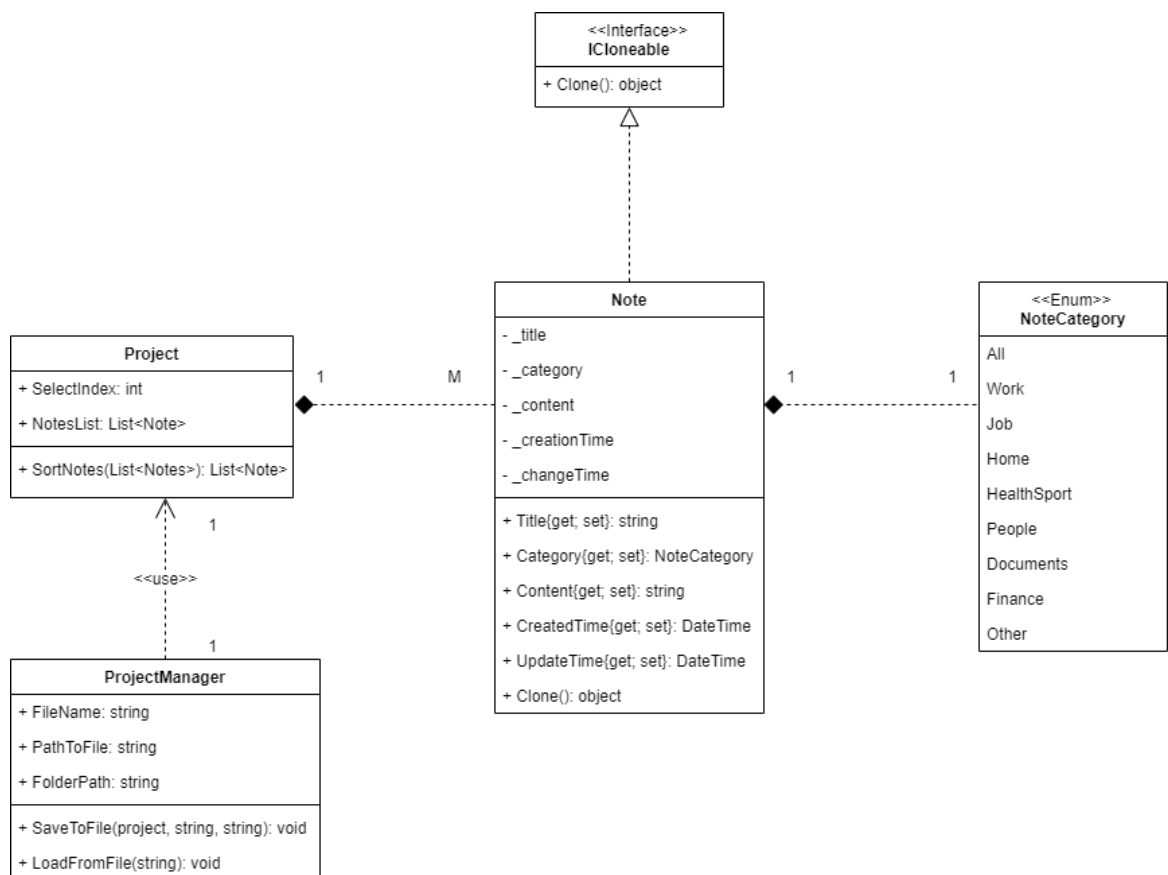 <<Interface>>
ICloneable
+ Clone(): object
Note
- _title
- _category
- _content
- _creationTime
- _changeTime
+ Title{get; set}: string
+ Category{get; set}: NoteCategory
+ Content{get; set}: string
+ CreatedTime{get; set}: DateTime
+ UpdateTime{get; set}: DateTime
+ Clone(): object
<<Enum>>
NoteCategory
All
Work
Job
Home
HealthSport
People
Documents
Finance
Other
1
1
Project
+ SelectIndex: int
+ NotesList: List<Note>
+ SortNotes(List<Notes>): List<Note>
1
M
1
<<use>>
1
ProjectManager
+ FileName: string
+ PathToFile: string
+ FolderPath: string
+ SaveToFile(project, string, string): void
+ LoadFromFile(string): void